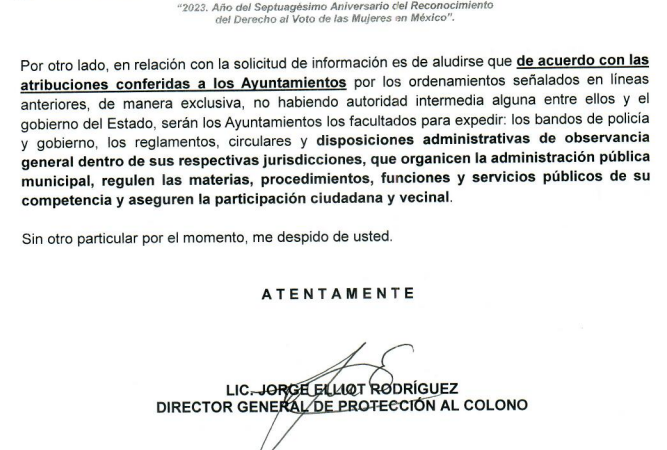 “2023. Año del Septuagésimo Aniversario del Reconocimiento
del Derecho al Voto de las Mujeres en México”.
Por otro lado, en relación con la solicitud de información es de aludirse que de acuerdo con las
atribuciones conferidas a los Ayuntamientos por los ordenamientos señalados en líneas
anteriores, de manera exclusiva, no habiendo autoridad intermedia alguna entre ellos y el
gobierno del Estado, serán los Ayuntamientos los facultados para expedir: los bandos de policía
y gobierno, los reglamentos, circulares y disposiciones administrativas de observancia
general dentro de sus respectivas jurisdicciones, que organicen la administración pública
municipal, regulen las materias, procedimientos, funciones y servicios públicos de su
competencia y aseguren la participación ciudadana y vecinal.
Sin otro particular por el momento, me despido de usted.
A T E N T A M E N T E
LIC. JORGE ELLIOT RODRÍGUEZ
DIRECTOR GENERAL DE PROTECCIÓN AL COLONO